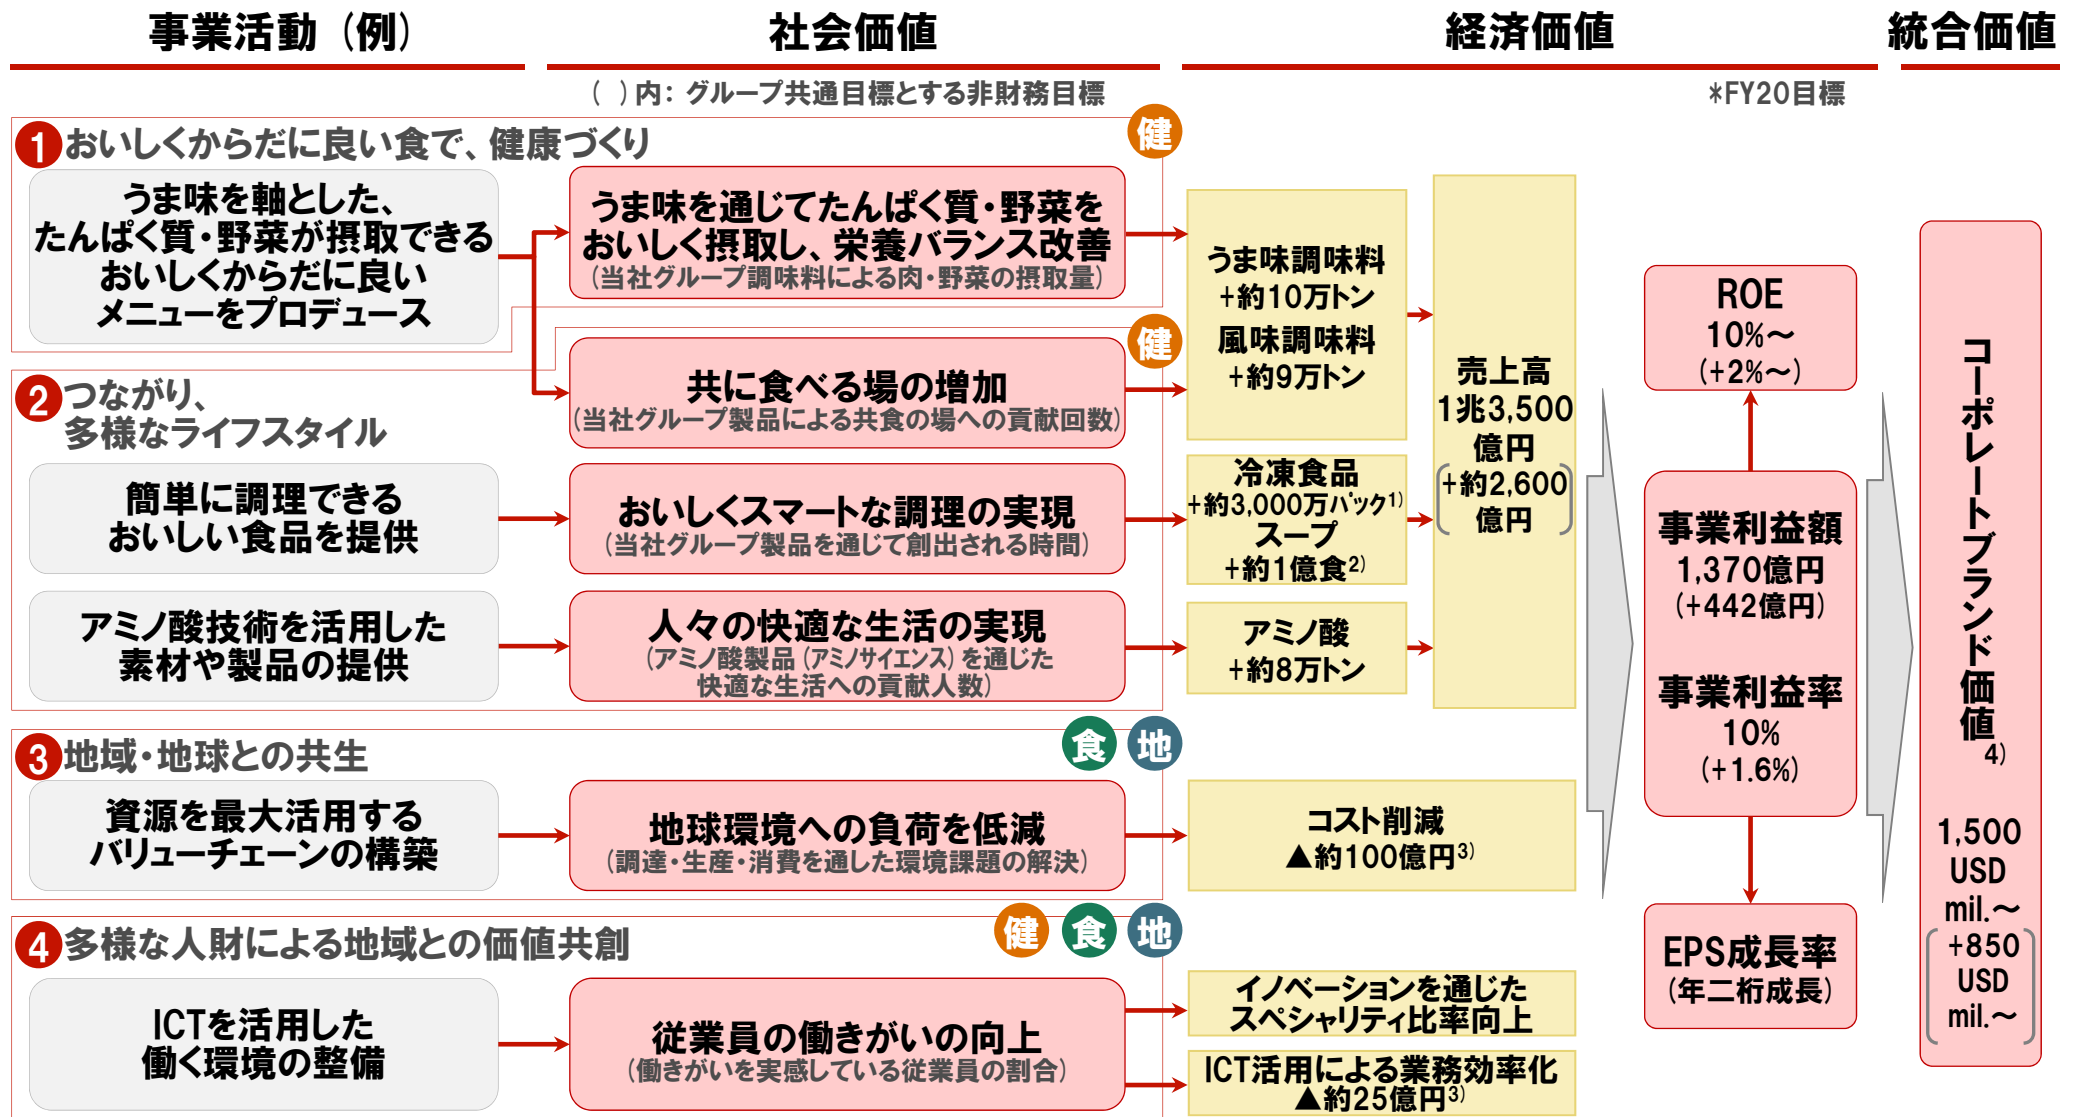 事業活動（例）
社会価値
経済価値
統合価値
（ ）内：グループ共通目標とする非財務目標
*FY20目標
健
1 おいしくからだに良い食で、健康づくり
うま味を軸とした、
たんぱく質・野菜が摂取できる
おいしくからだに良い
メニューをプロデュース
うま味を通じてたんぱく質・野菜を
おいしく摂取し、栄養バランス改善
（当社グループ調味料による肉・野菜の摂取量）
健
2 つながり、
多様なライフスタイル
共に食べる場の増加
（当社グループ製品による共食の場への貢献回数）
うま味調味料
+約10万トン
風味調味料
+約9万トン
簡単に調理できる
おいしい食品を提供
おいしくスマートな調理の実現
（当社グループ製品を通じて創出される時間）
冷凍食品
+約3,000万パック1)
スープ
+約1億食2)
アミノ酸技術を活用した
素材や製品の提供
人々の快適な生活の実現
（アミノ酸製品（アミノサイエンス）を通じた
快適な生活への貢献人数）
アミノ酸
+約8万トン
売上高
1兆3,500
億円
+約2,600
億円
食 地
3 地域・地球との共生
資源を最大活用する
バリューチェーンの構築
地球環境への負荷を低減
（調達・生産・消費を通した環境課題の解決）
コスト削減
▲約100億円3)
健 食 地
4 多様な人財による地域との価値共創
ICTを活用した
働く環境の整備
従業員の働きがいの向上
（働きがいを実感している従業員の割合）
イノベーションを通じた
スペシャリティ比率向上
ICT活用による業務効率化
▲約25億円3)
ROE
10%～
(+2%～)
事業利益額
1,370億円
(+442億円)
事業利益率
10%
(+1.6%)
EPS成長率
（年二桁成長）
コーポレートブランド価値4)
1,500
USD
mil.～
+850
USD
mil.～